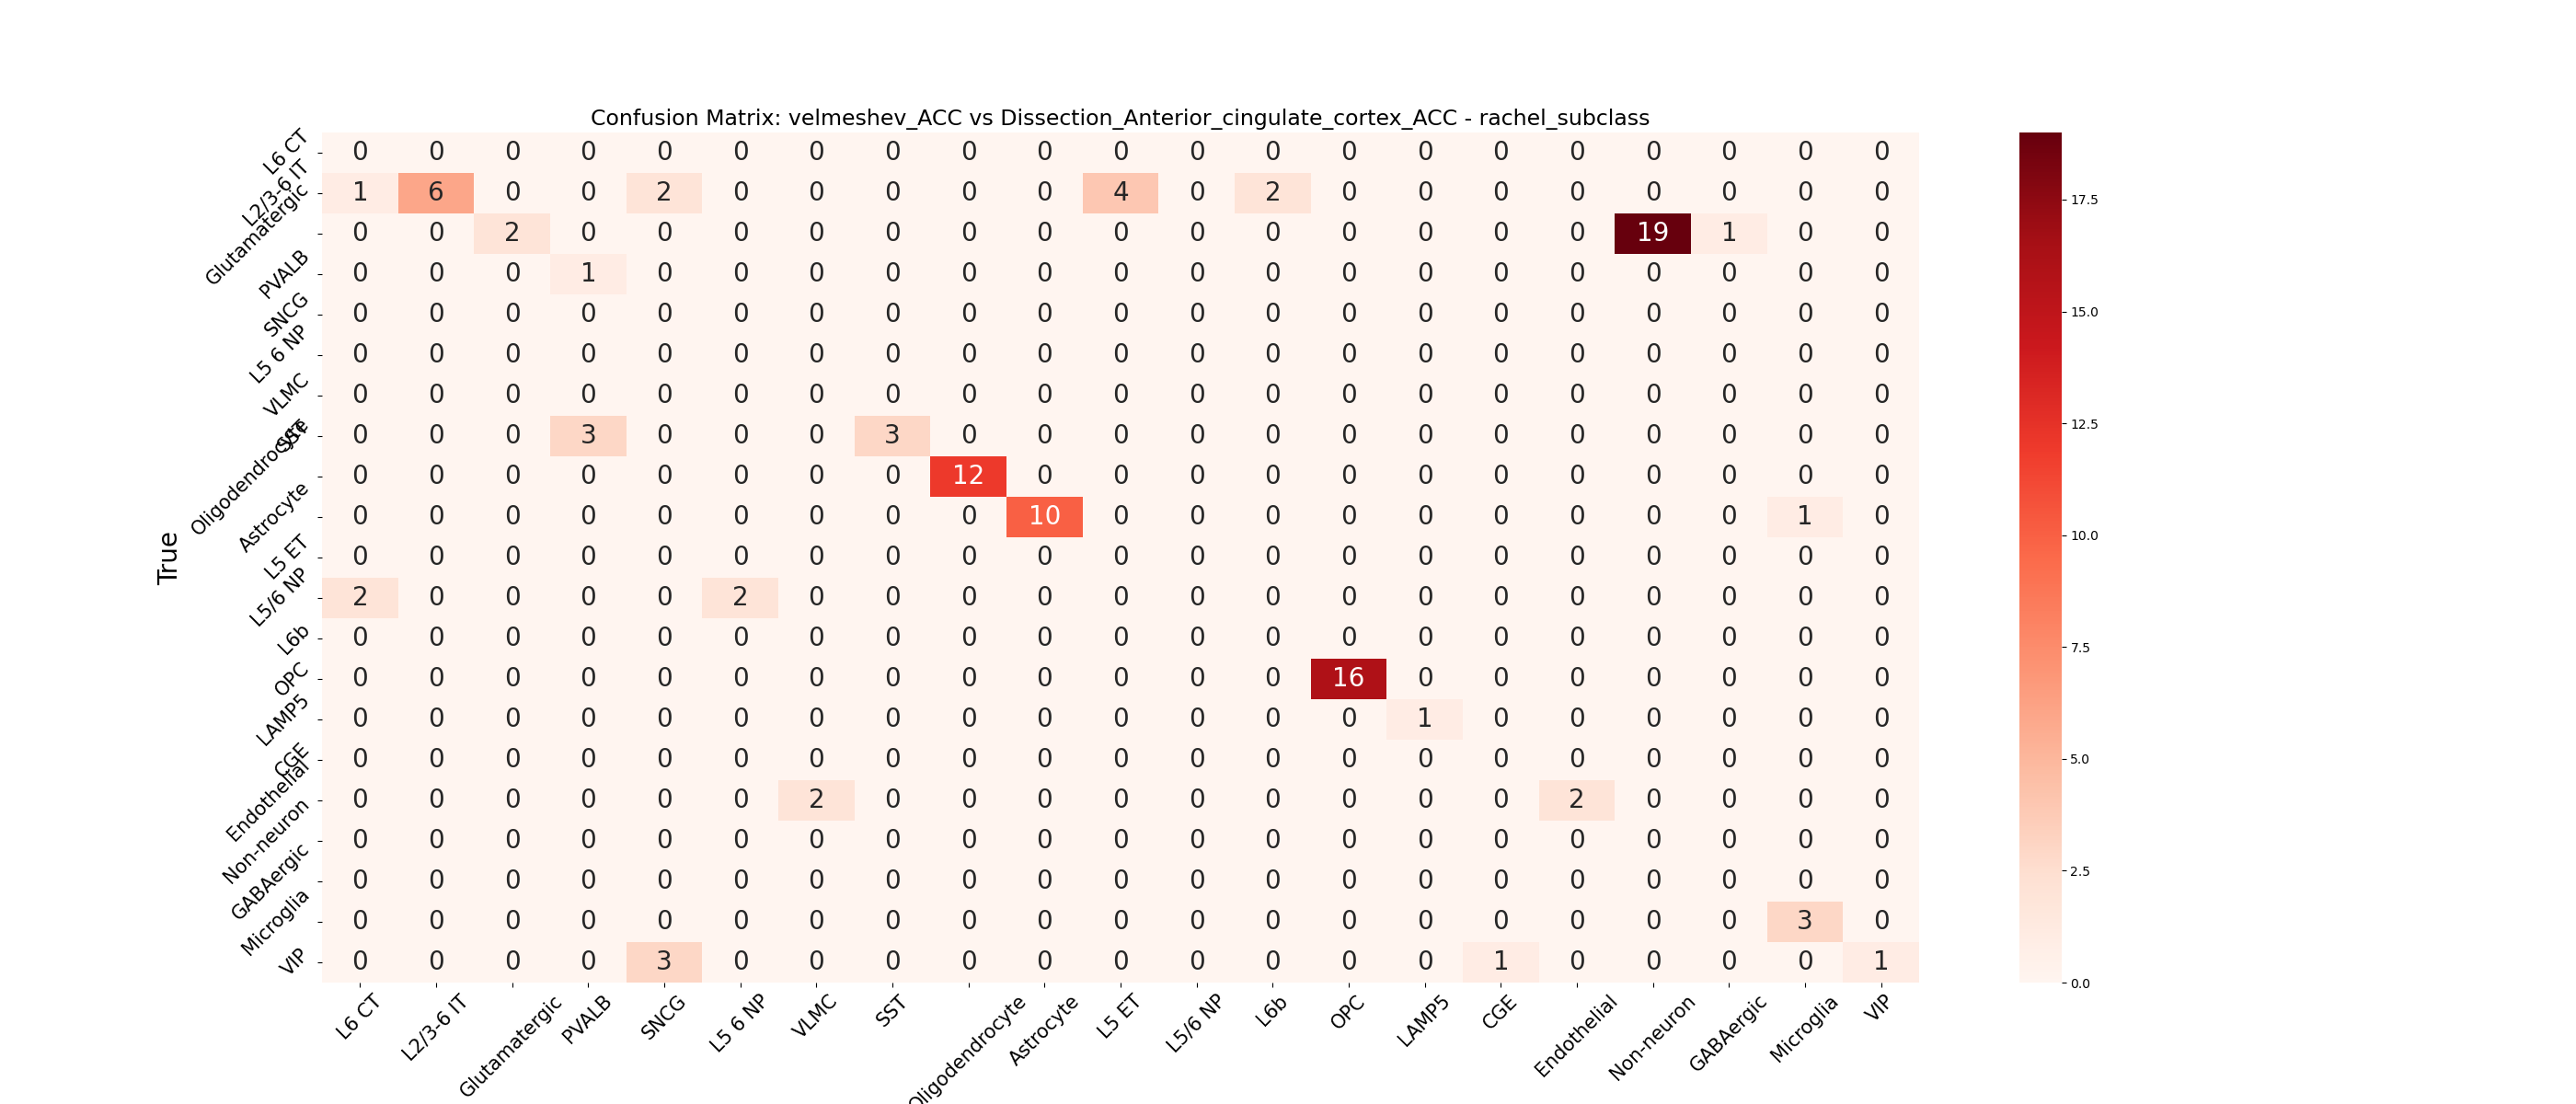 Confusion Matrix: velmeshev_ACC vs Dissection_Anterior_cingulate_cortex_ACC - rachel_subclass
True
L6 CT 0 0 0 0 0 0 0 0 0 0 0 0 0 0 0 0 0 0 0 0 0
L2/3-6 IT 1 6 0 0 2 0 0 0 0 0 4 0 2 0 0 0 0 0 0 0 0
Glutamatergic 0 0 2 0 0 0 0 0 0 0 0 0 0 0 0 0 0 19 1 0 0
PVALB 0 0 0 1 0 0 0 0 0 0 0 0 0 0 0 0 0 0 0 0 0
SNCG 0 0 0 0 0 0 0 0 0 0 0 0 0 0 0 0 0 0 0 0 0
L5 6 NP 0 0 0 0 0 0 0 0 0 0 0 0 0 0 0 0 0 0 0 0 0
VLMC 0 0 0 0 0 0 0 0 0 0 0 0 0 0 0 0 0 0 0 0 0
SST 0 0 0 3 0 0 0 3 0 0 0 0 0 0 0 0 0 0 0 0 0
Oligodendrocyte 0 0 0 0 0 0 0 0 12 0 0 0 0 0 0 0 0 0 0 0 0
Astrocyte 0 0 0 0 0 0 0 0 0 10 0 0 0 0 0 0 0 0 0 1 0
L5 ET 0 0 0 0 0 0 0 0 0 0 0 0 0 0 0 0 0 0 0 0 0
L5/6 NP 2 0 0 0 0 2 0 0 0 0 0 0 0 0 0 0 0 0 0 0 0
L6b 0 0 0 0 0 0 0 0 0 0 0 0 0 0 0 0 0 0 0 0 0
OPC 0 0 0 0 0 0 0 0 0 0 0 0 0 16 0 0 0 0 0 0 0
LAMP5 0 0 0 0 0 0 0 0 0 0 0 0 0 0 1 0 0 0 0 0 0
CGE 0 0 0 0 0 0 0 0 0 0 0 0 0 0 0 0 0 0 0 0 0
Endothelial 0 0 0 0 0 0 2 0 0 0 0 0 0 0 0 0 2 0 0 0 0
Non-neuron 0 0 0 0 0 0 0 0 0 0 0 0 0 0 0 0 0 0 0 0 0
GABAergic 0 0 0 0 0 0 0 0 0 0 0 0 0 0 0 0 0 0 0 0 0
Microglia 0 0 0 0 0 0 0 0 0 0 0 0 0 0 0 0 0 0 0 3 0
VIP 0 0 0 0 3 0 0 0 0 0 0 0 0 0 0 1 0 0 0 0 1
L6 CT L2/3-6 IT Glutamatergic PVALB SNCG L5 6 NP VLMC SST Oligodendrocyte Astrocyte L5 ET L5/6 NP L6b OPC LAMP5 CGE Endothelial Non-neuron GABAergic Microglia VIP
17.5
15.0
12.5
10.0
7.5
5.0
2.5
0.0